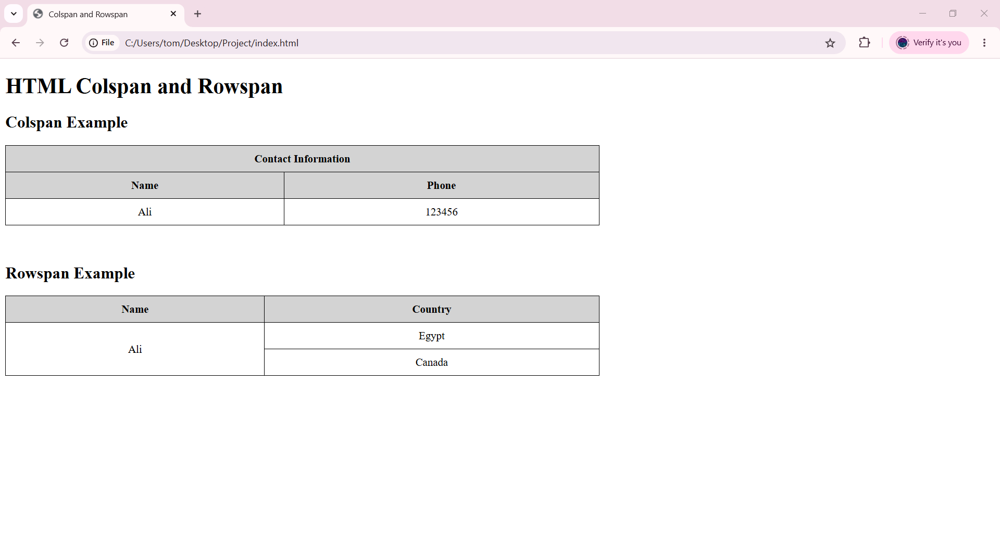 Colspan and Rowspan
File C:/Users/tom/Desktop/Project/index.html
Verify it's you
HTML Colspan and Rowspan
Colspan Example
Contact Information
Name Phone
Ali 123456
Rowspan Example
Name Country
Ali
Egypt
Canada